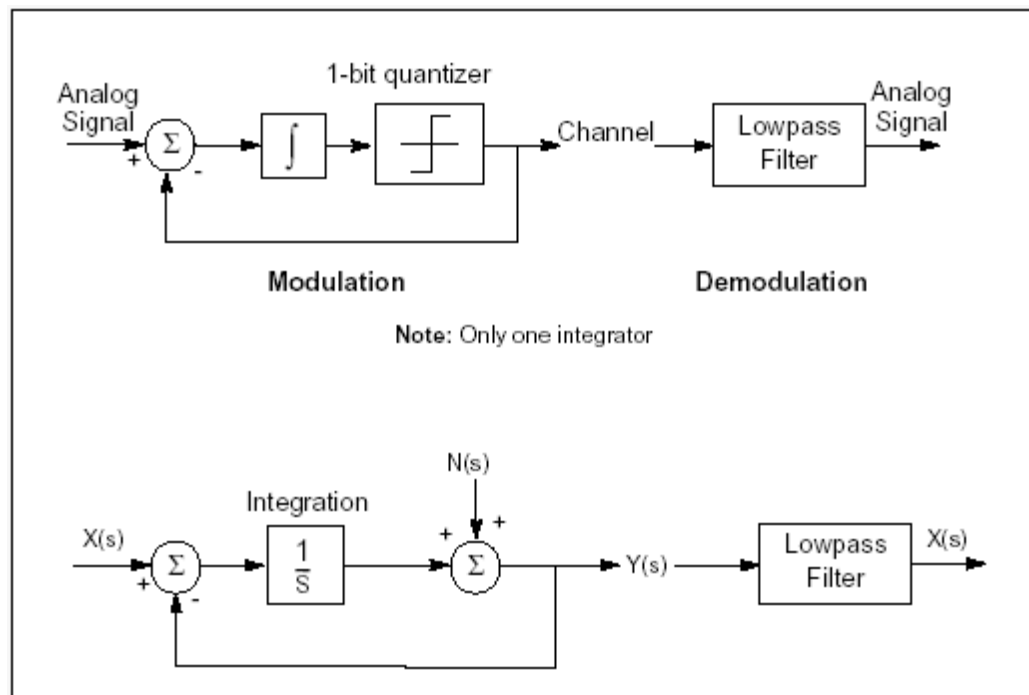 1-bit quantizer
Analog
Signal
+
Σ
-
∫
Channel
Lowpass
Filter
Analog
Signal
Modulation
Demodulation
Note: Only one integrator
N(s)
Integration
+
+
X(s)
+
Σ
-
1
S
Σ
Y(s)
Lowpass
Filter
X(s)